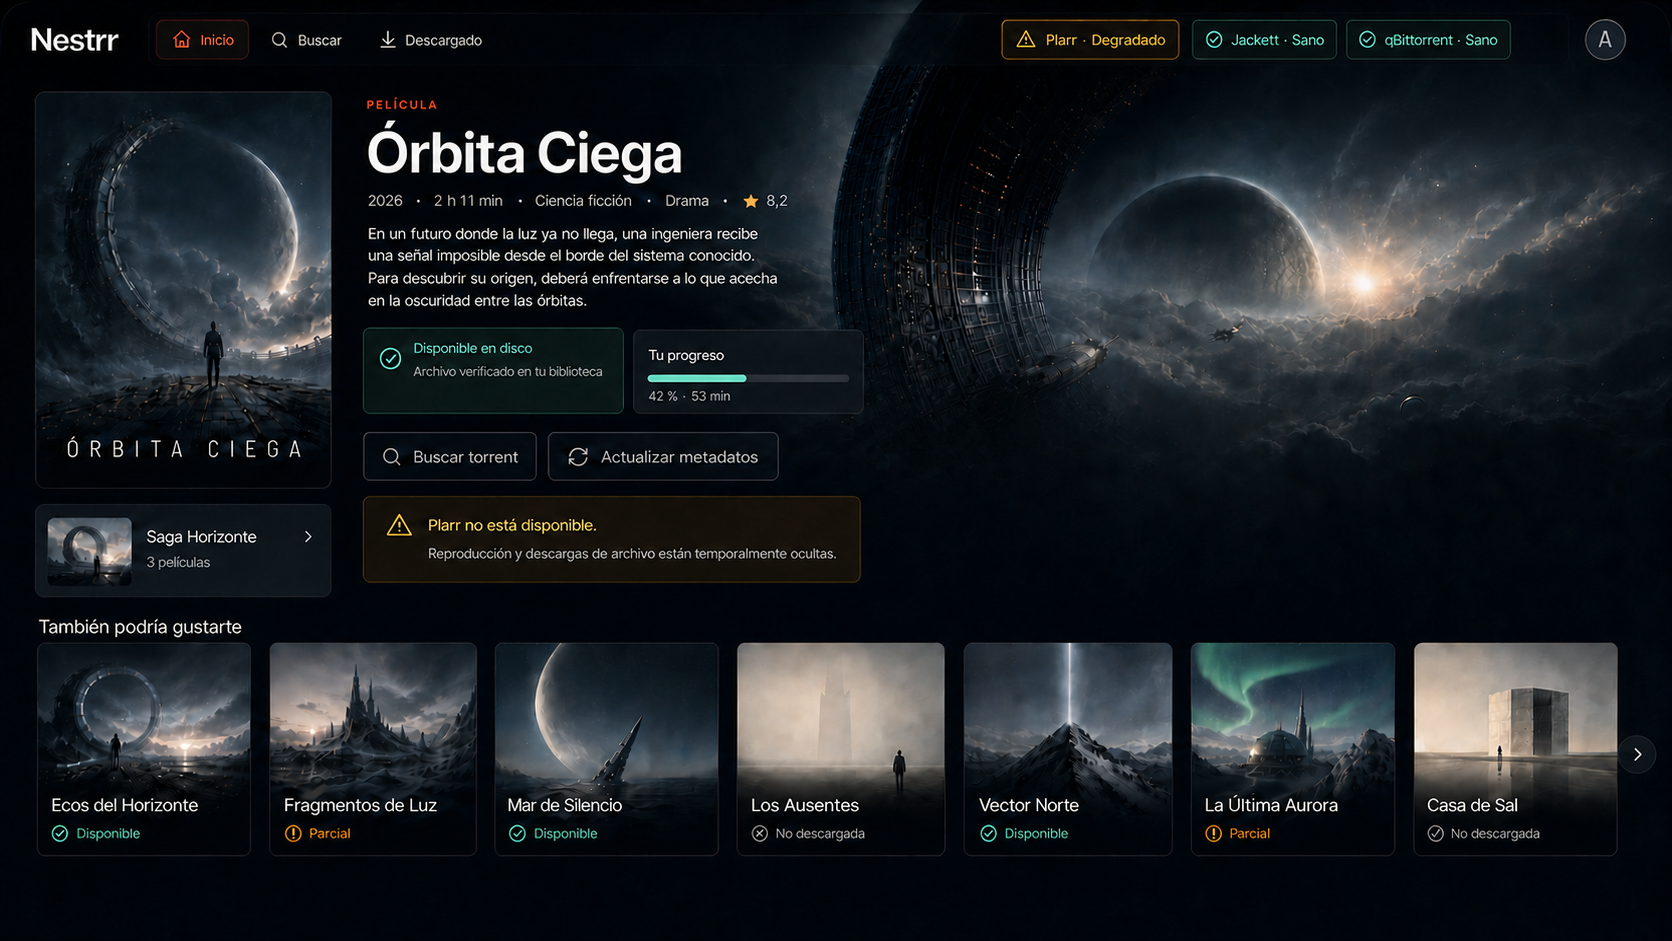 Nestrr
Inicio
Buscar
Descargado
Plarr · Degradado
Jackett · Sano
qBittorrent · Sano
A
ÓRBITA CIEGA
Saga Horizonte
3 películas
PELÍCULA
Órbita Ciega
2026 • 2 h 11 min • Ciencia ficción • Drama • 8,2
En un futuro donde la luz ya no llega, una ingeniera recibe
una señal imposible desde el borde del sistema conocido.
Para descubrir su origen, deberá enfrentarse a lo que acecha
en la oscuridad entre las órbitas.
Disponible en disco
Archivo verificado en tu biblioteca
Tu progreso
42 % · 53 min
Buscar torrent
Actualizar metadatos
Plarr no está disponible.
Reproducción y descargas de archivo están temporalmente ocultas.
También podría gustarte
Ecos del Horizonte
Disponible
Fragmentos de Luz
Parcial
Mar de Silencio
Disponible
Los Ausentes
No descargada
Vector Norte
Disponible
La Última Aurora
Parcial
Casa de Sal
No descargada